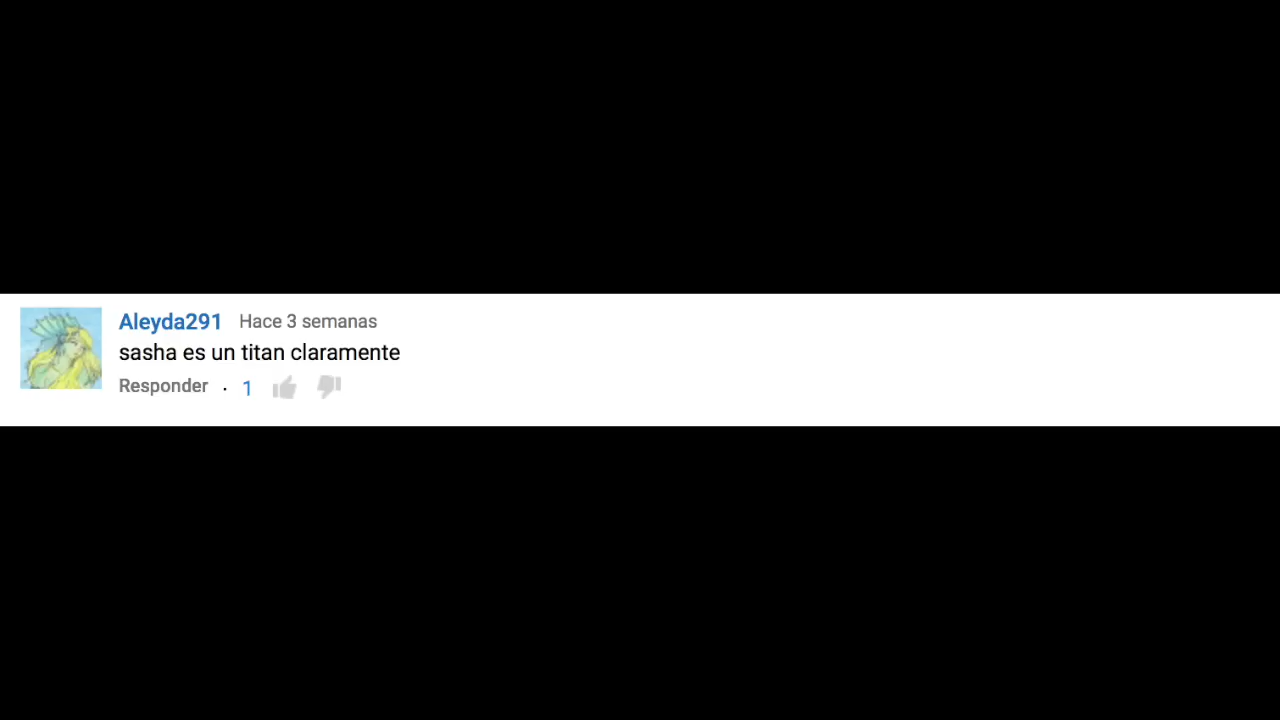 Aleyda291 Hace 3 semanas
sasha es un titan claramente
Responder · 1